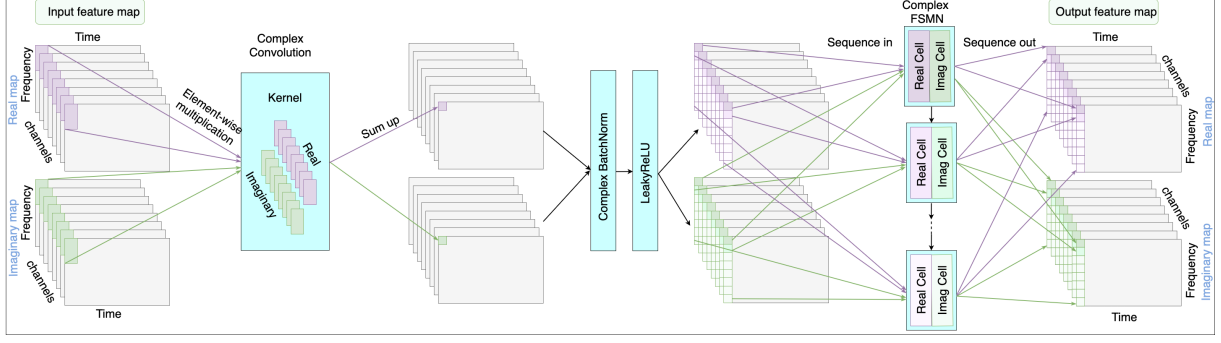 Input feature map
Time
Frequency
Real map
channels
Imaginary map
Frequency
channels
Time
Element-wise
multiplication
Complex
Convolution
Kernel
Real
Imaginary
Sum up
Complex BatchNorm
LeakyReLU
Complex
FSMN
Sequence in
Sequence out
Real Cell
Imag Cell
Real Cell
Imag Cell
Real Cell
Imag Cell
Output feature map
Time
channels
Frequency
Real map
channels
Frequency
Imaginary map
Time